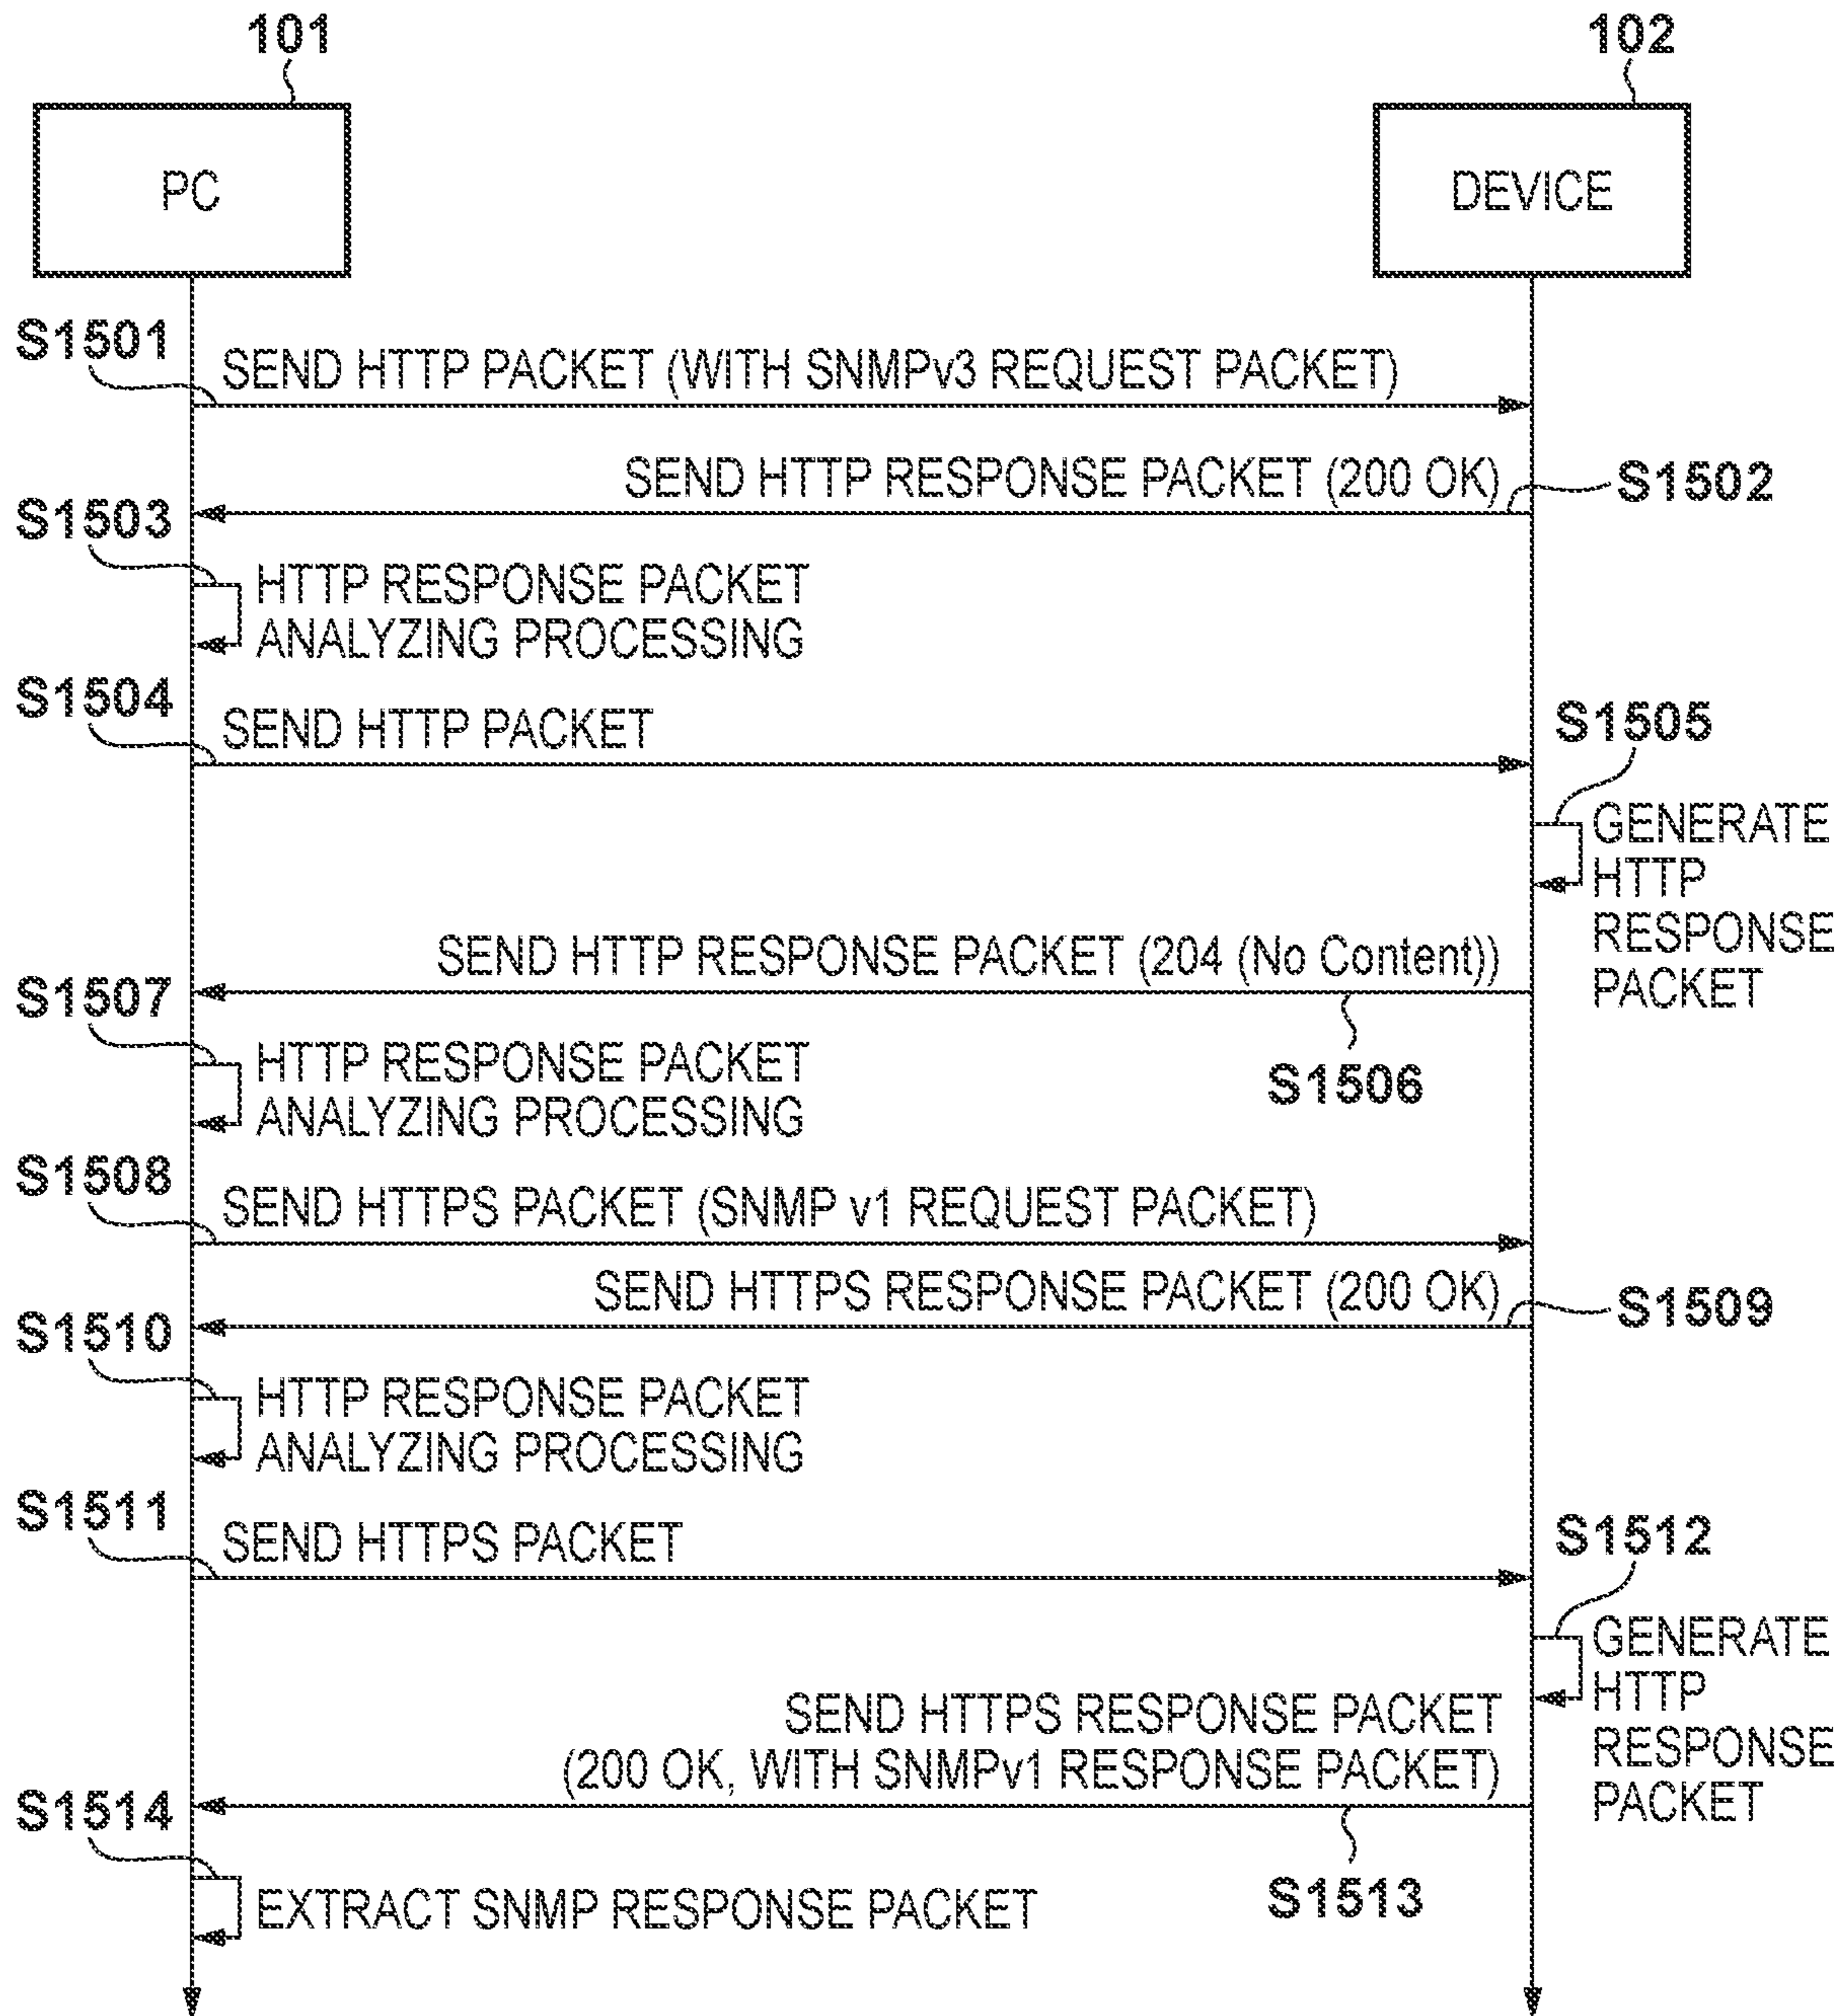 101
102
PC
DEVICE
S1501
SEND HTTP PACKET (WITH SNMPv3 REQUEST PACKET)
SEND HTTP RESPONSE PACKET (200 OK)
S1502
S1503
HTTP RESPONSE PACKET
ANALYZING PROCESSING
S1504
SEND HTTP PACKET
S1505
GENERATE
HTTP
RESPONSE
PACKET
SEND HTTP RESPONSE PACKET (204 (No Content))
S1506
S1507
HTTP RESPONSE PACKET
ANALYZING PROCESSING
S1508
SEND HTTPS PACKET (SNMP v1 REQUEST PACKET)
SEND HTTPS RESPONSE PACKET (200 OK)
S1509
S1510
HTTP RESPONSE PACKET
ANALYZING PROCESSING
S1511
SEND HTTPS PACKET
S1512
GENERATE
HTTP
RESPONSE
PACKET
SEND HTTPS RESPONSE PACKET
(200 OK, WITH SNMPv1 RESPONSE PACKET)
S1513
S1514
EXTRACT SNMP RESPONSE PACKET